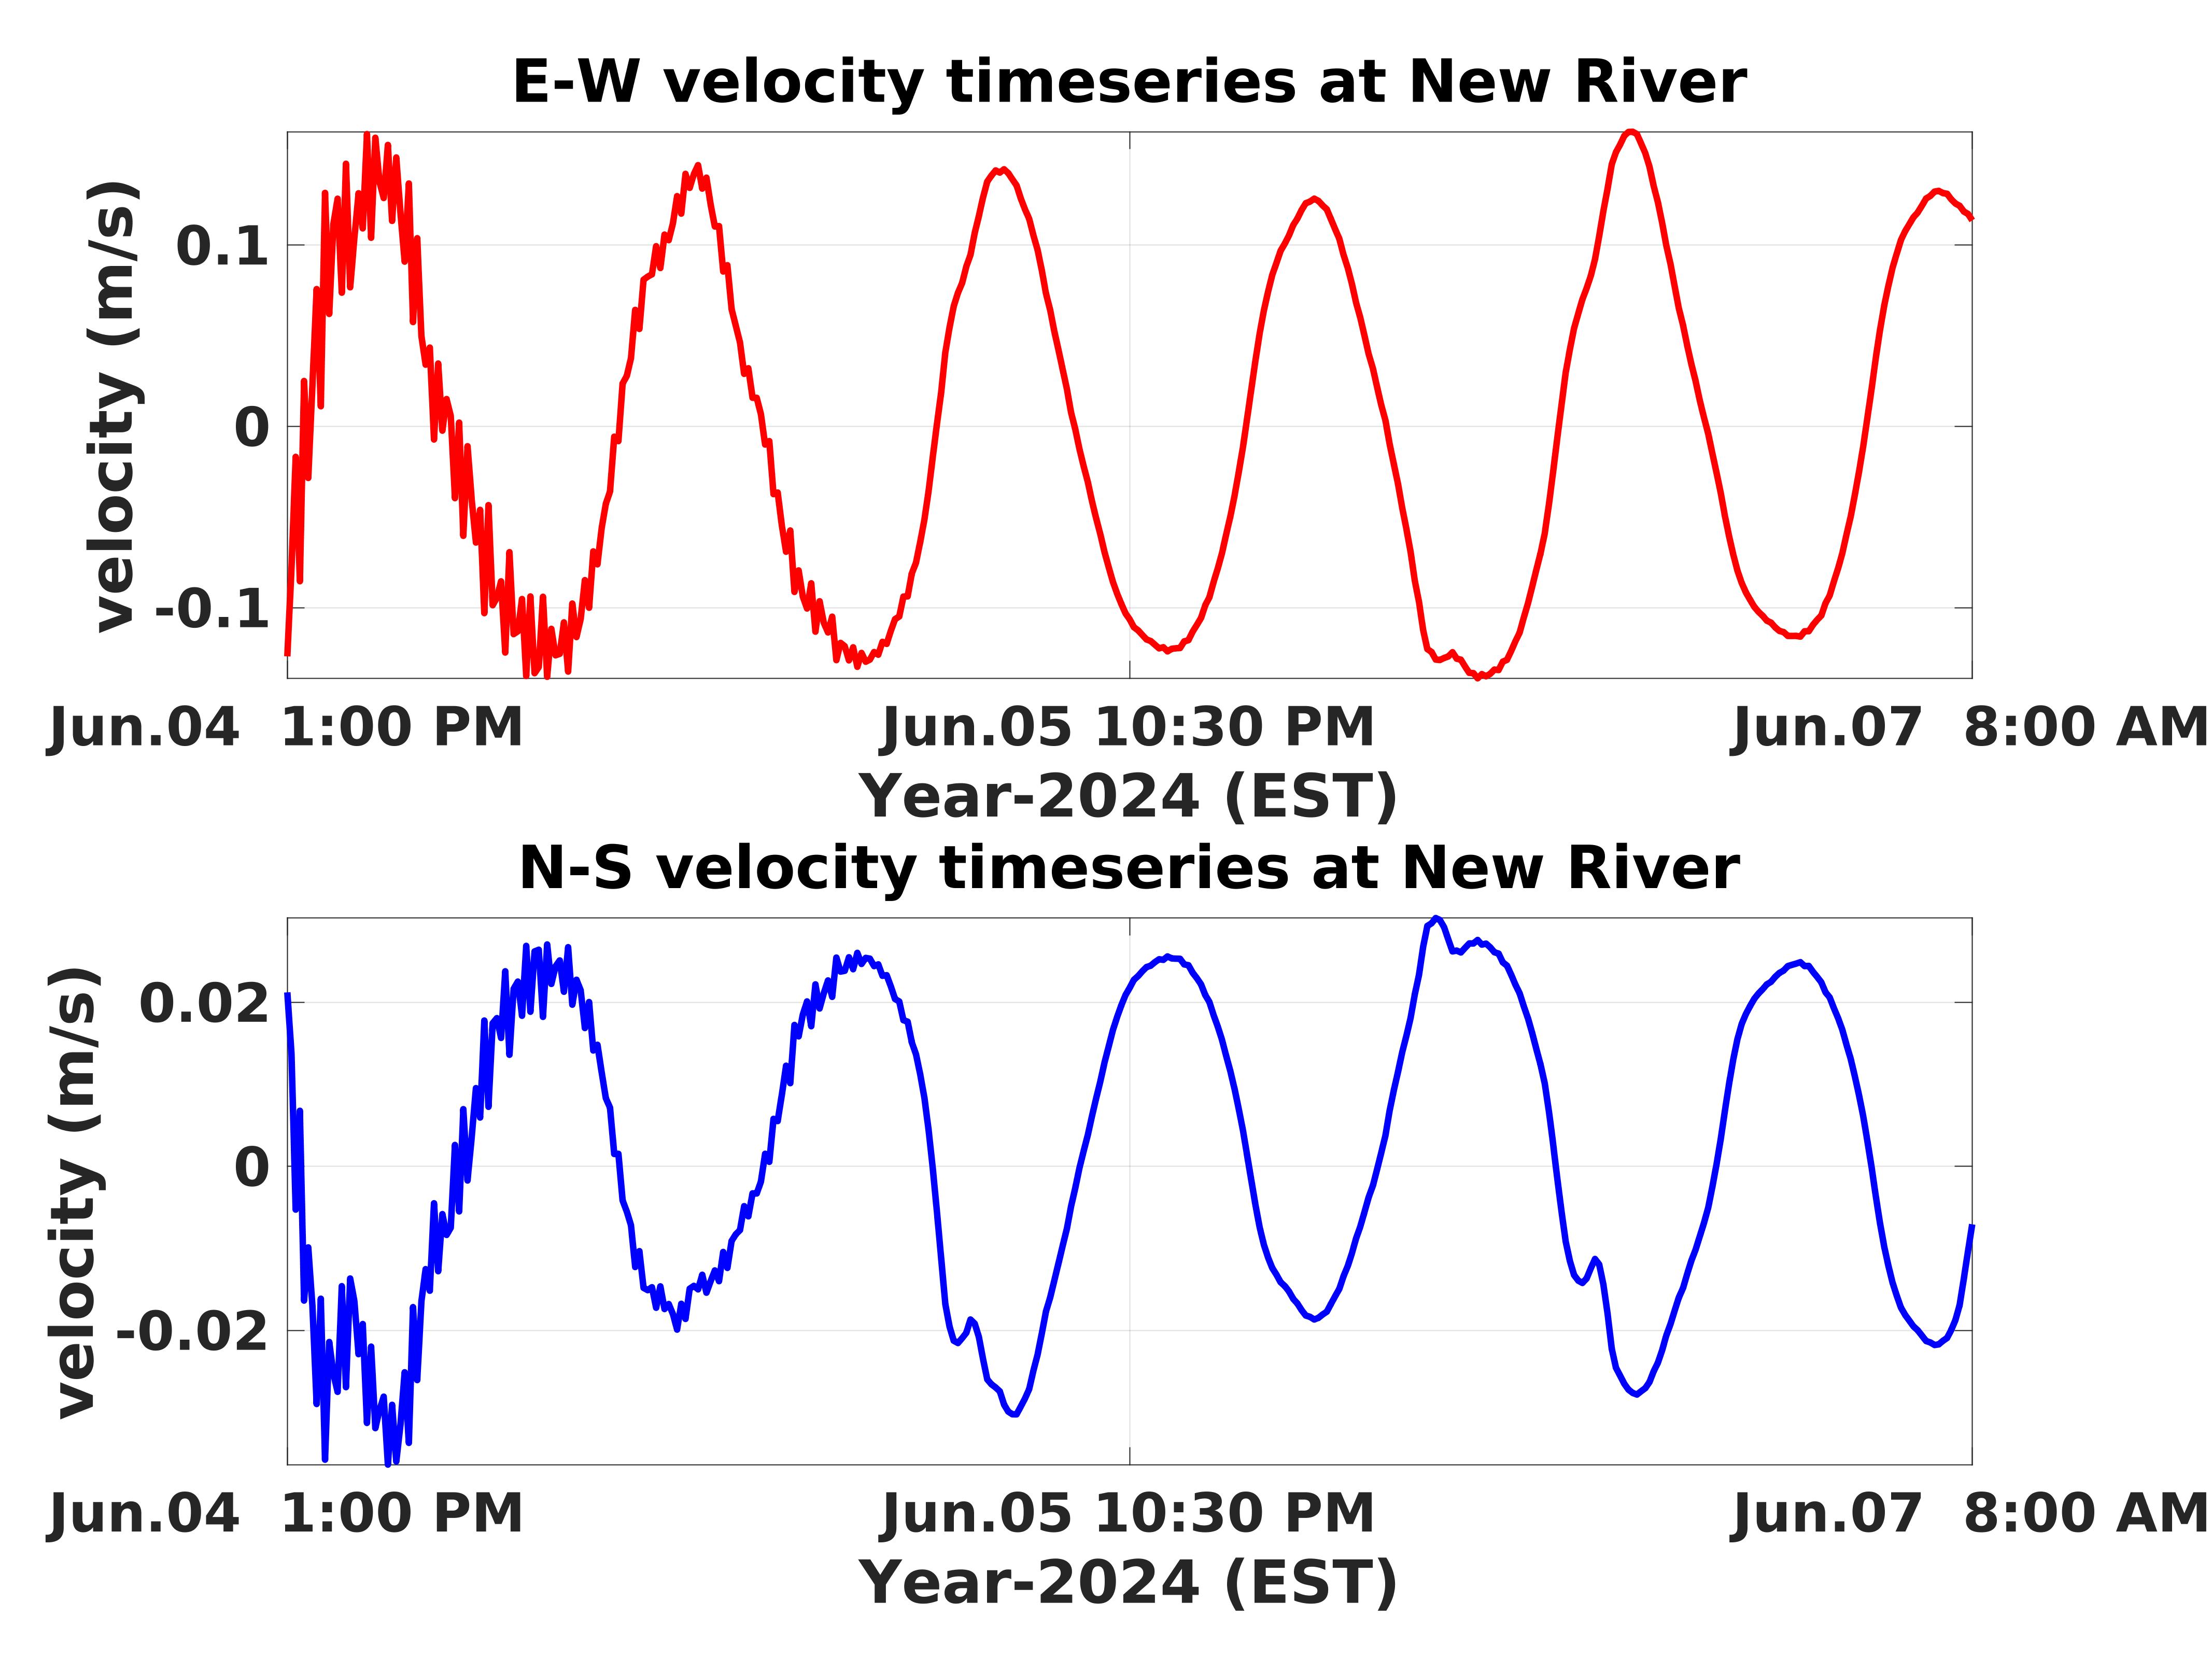 E-W velocity timeseries at New River
velocity (m/s)
0.1
0
-0.1
Jun.04  1:00 PM
Jun.05 10:30 PM
Jun.07  8:00 AM
Year-2024 (EST)
N-S velocity timeseries at New River
velocity (m/s)
0.02
0
-0.02
Jun.04  1:00 PM
Jun.05 10:30 PM
Jun.07  8:00 AM
Year-2024 (EST)